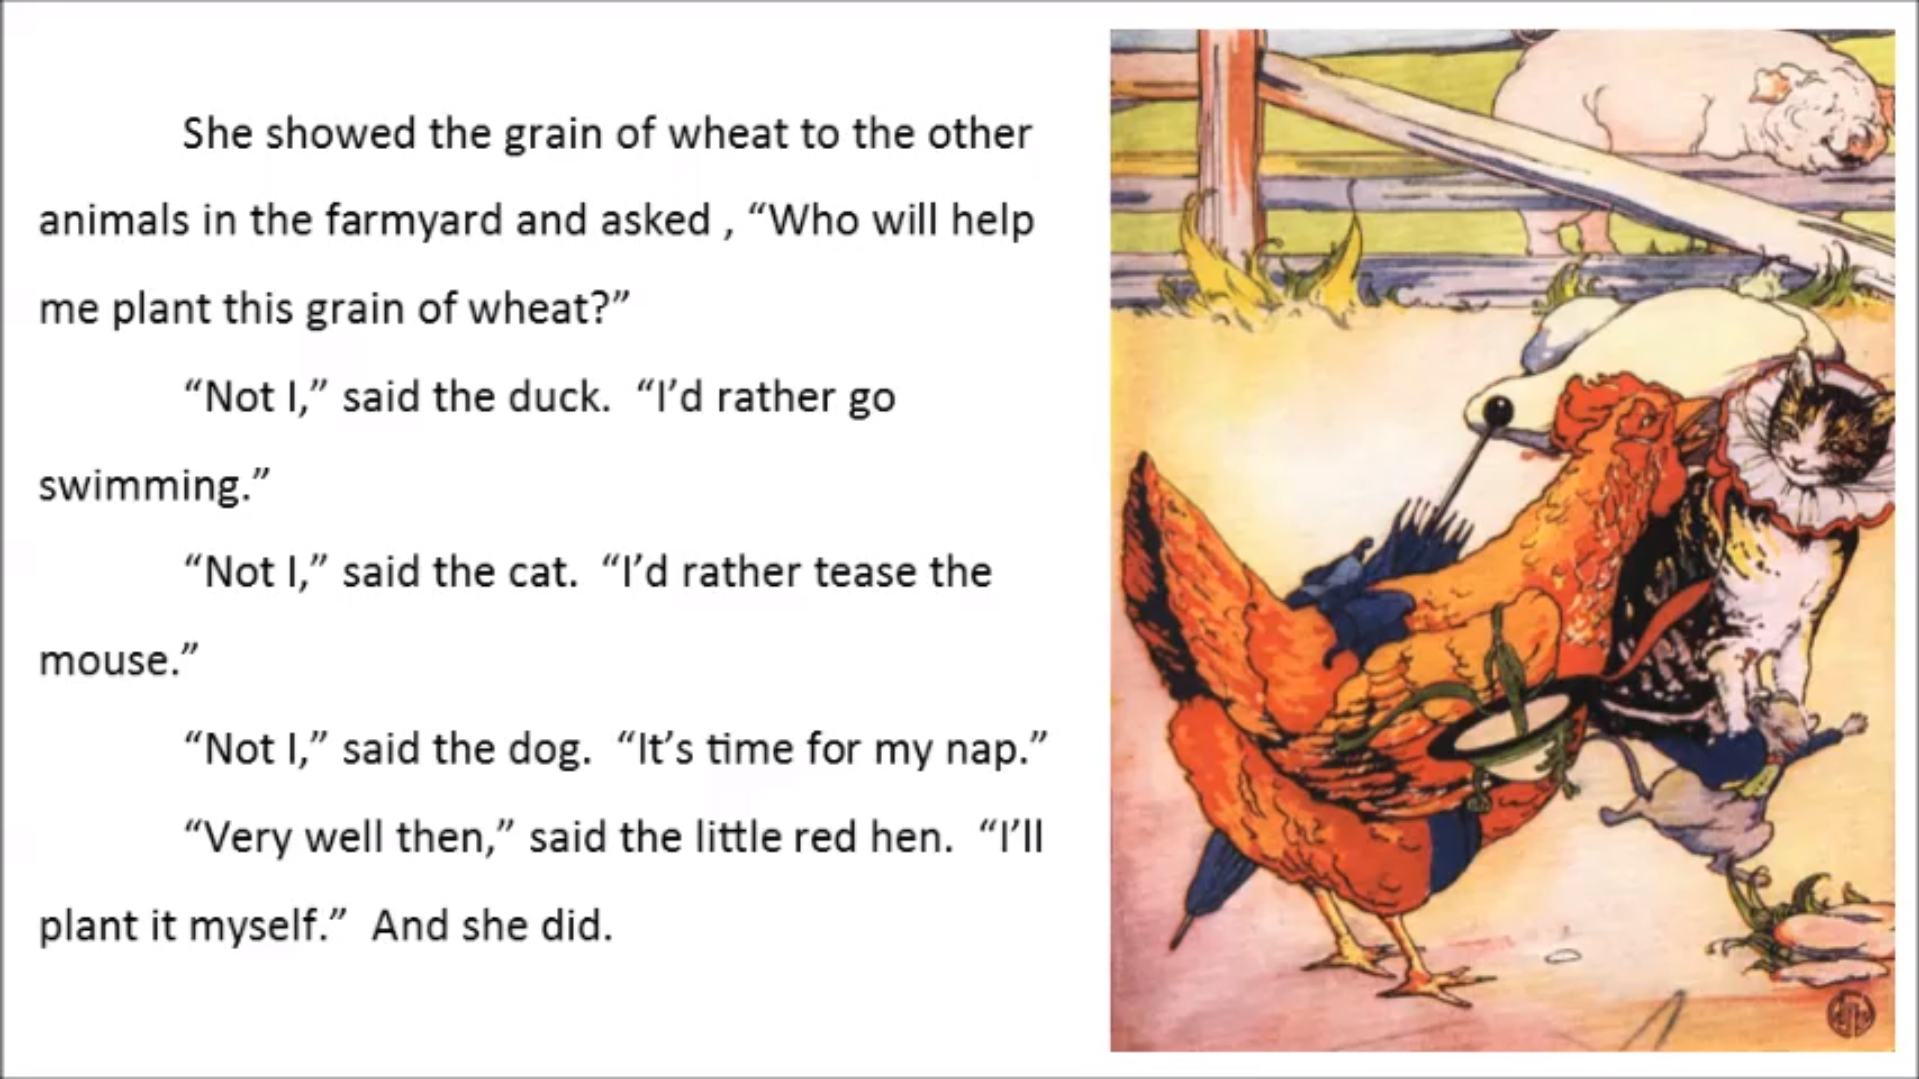 She showed the grain of wheat to the other
animals in the farmyard and asked , “Who will help
me plant this grain of wheat?”
“Not I,” said the duck.  “I’d rather go
swimming.”
“Not I,” said the cat.  “I’d rather tease the
mouse.”
“Not I,” said the dog.  “It’s time for my nap.”
“Very well then,” said the little red hen.  “I’ll
plant it myself.”  And she did.